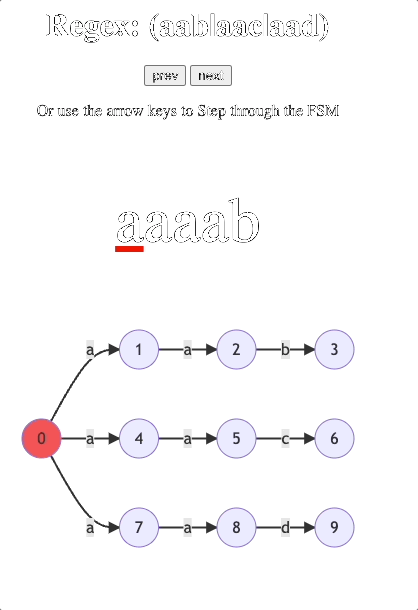 Regex: (aab|aac|aad)
prev next
Or use the arrow keys to Step through the FSM
aaaab
a 1 a 2 b 3
0 a 4 a 5 c 6
a 7 a 8 d 9